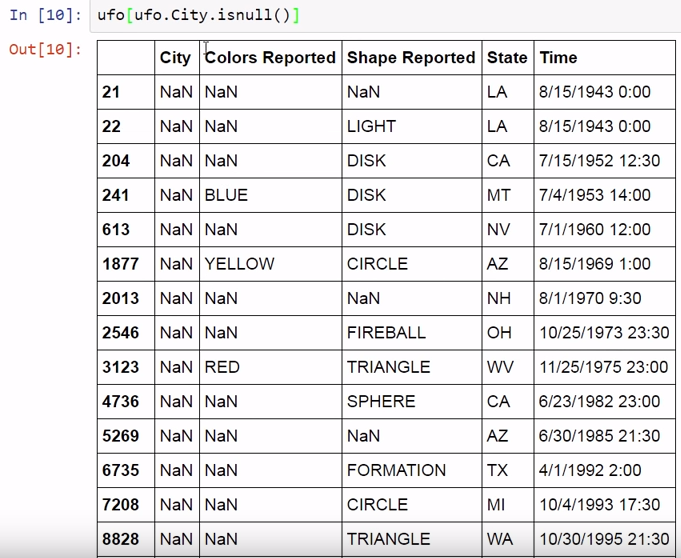 In [10]: ufo[ufo.City.isnull()]
Out[10]:
City Colors Reported Shape Reported State Time
21 NaN NaN NaN LA 8/15/1943 0:00
22 NaN NaN LIGHT LA 8/15/1943 0:00
204 NaN NaN DISK CA 7/15/1952 12:30
241 NaN BLUE DISK MT 7/4/1953 14:00
613 NaN NaN DISK NV 7/1/1960 12:00
1877 NaN YELLOW CIRCLE AZ 8/15/1969 1:00
2013 NaN NaN NaN NH 8/1/1970 9:30
2546 NaN NaN FIREBALL OH 10/25/1973 23:30
3123 NaN RED TRIANGLE WV 11/25/1975 23:00
4736 NaN NaN SPHERE CA 6/23/1982 23:00
5269 NaN NaN NaN AZ 6/30/1985 21:30
6735 NaN NaN FORMATION TX 4/1/1992 2:00
7208 NaN NaN CIRCLE MI 10/4/1993 17:30
8828 NaN NaN TRIANGLE WA 10/30/1995 21:30